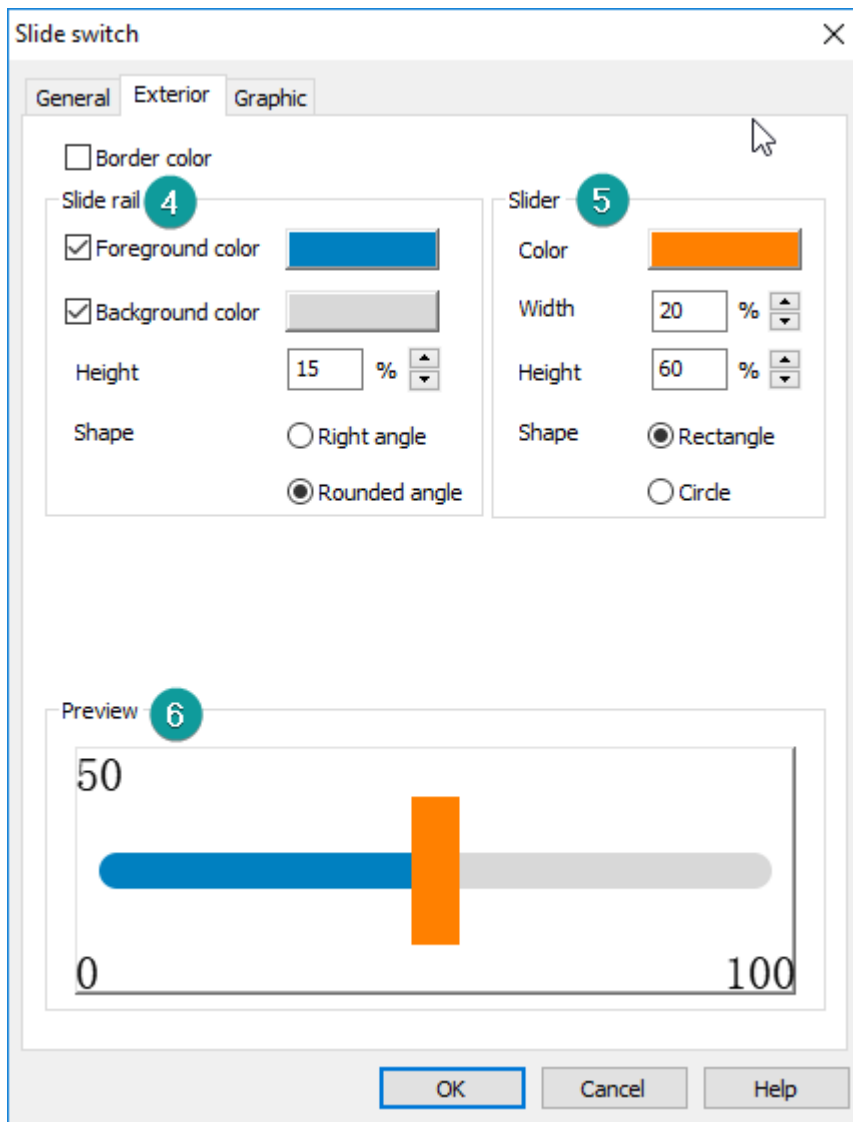 Slide switch
General Exterior Graphic
Border color
Slide rail 4
Foreground color
Background color
Height 15 %
Shape Right angle
Rounded angle
Slider 5
Color
Width 20 %
Height 60 %
Shape Rectangle
Circle
Preview 6
50
0 100
OK Cancel Help